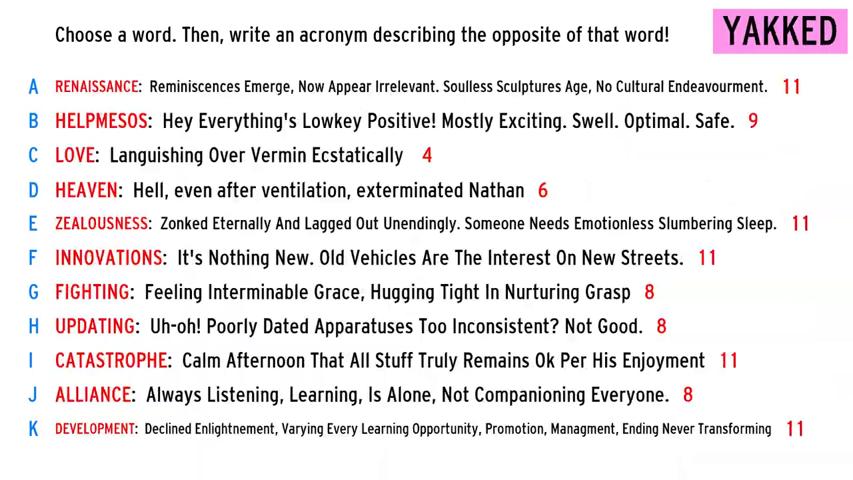 Choose a word. Then, write an acronym describing the opposite of that word!
YAKKED
A RENAISSANCE: Reminiscences Emerge, Now Appear Irrelevant. Soulless Sculptures Age, No Cultural Endeavourment. 11
B HELPMESOS: Hey Everything's Lowkey Positive! Mostly Exciting. Swell. Optimal. Safe. 9
C LOVE: Languishing Over Vermin Ecstatically 4
D HEAVEN: Hell, even after ventilation, exterminated Nathan 6
E ZEALOUSNESS: Zonked Eternally And Lagged Out Unendingly. Someone Needs Emotionless Slumbering Sleep. 11
F INNOVATIONS: It's Nothing New. Old Vehicles Are The Interest On New Streets. 11
G FIGHTING: Feeling Interminable Grace, Hugging Tight In Nurturing Grasp 8
H UPDATING: Uh-oh! Poorly Dated Apparatuses Too Inconsistent? Not Good. 8
I CATASTROPHE: Calm Afternoon That All Stuff Truly Remains Ok Per His Enjoyment 11
J ALLIANCE: Always Listening, Learning, Is Alone, Not Companioning Everyone. 8
K DEVELOPMENT: Declined Enlightnement, Varying Every Learning Opportunity, Promotion, Managment, Ending Never Transforming 11